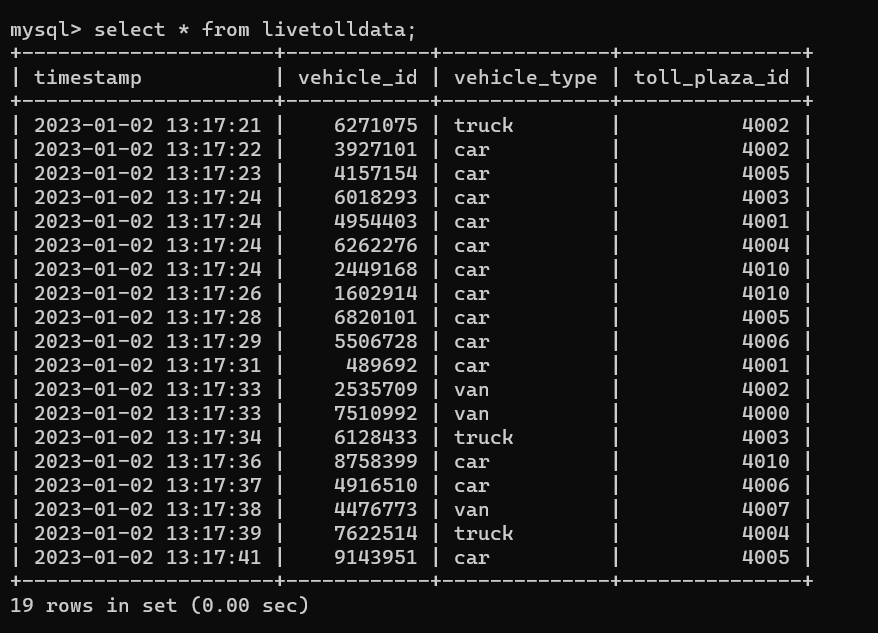 mysql> select * from livetolldata;
+---------------------+------------+--------------+---------------+
| timestamp           | vehicle_id | vehicle_type | toll_plaza_id |
+---------------------+------------+--------------+---------------+
| 2023-01-02 13:17:21 |    6271075 | truck        |          4002 |
| 2023-01-02 13:17:22 |    3927101 | car          |          4002 |
| 2023-01-02 13:17:23 |    4157154 | car          |          4005 |
| 2023-01-02 13:17:24 |    6018293 | car          |          4003 |
| 2023-01-02 13:17:24 |    4954403 | car          |          4001 |
| 2023-01-02 13:17:24 |    6262276 | car          |          4004 |
| 2023-01-02 13:17:24 |    2449168 | car          |          4010 |
| 2023-01-02 13:17:26 |    1602914 | car          |          4010 |
| 2023-01-02 13:17:28 |    6820101 | car          |          4005 |
| 2023-01-02 13:17:29 |    5506728 | car          |          4006 |
| 2023-01-02 13:17:31 |     489692 | car          |          4001 |
| 2023-01-02 13:17:33 |    2535709 | van          |          4002 |
| 2023-01-02 13:17:33 |    7510992 | van          |          4000 |
| 2023-01-02 13:17:34 |    6128433 | truck        |          4003 |
| 2023-01-02 13:17:36 |    8758399 | car          |          4010 |
| 2023-01-02 13:17:37 |    4916510 | car          |          4006 |
| 2023-01-02 13:17:38 |    4476773 | van          |          4007 |
| 2023-01-02 13:17:39 |    7622514 | truck        |          4004 |
| 2023-01-02 13:17:41 |    9143951 | car          |          4005 |
+---------------------+------------+--------------+---------------+
19 rows in set (0.00 sec)